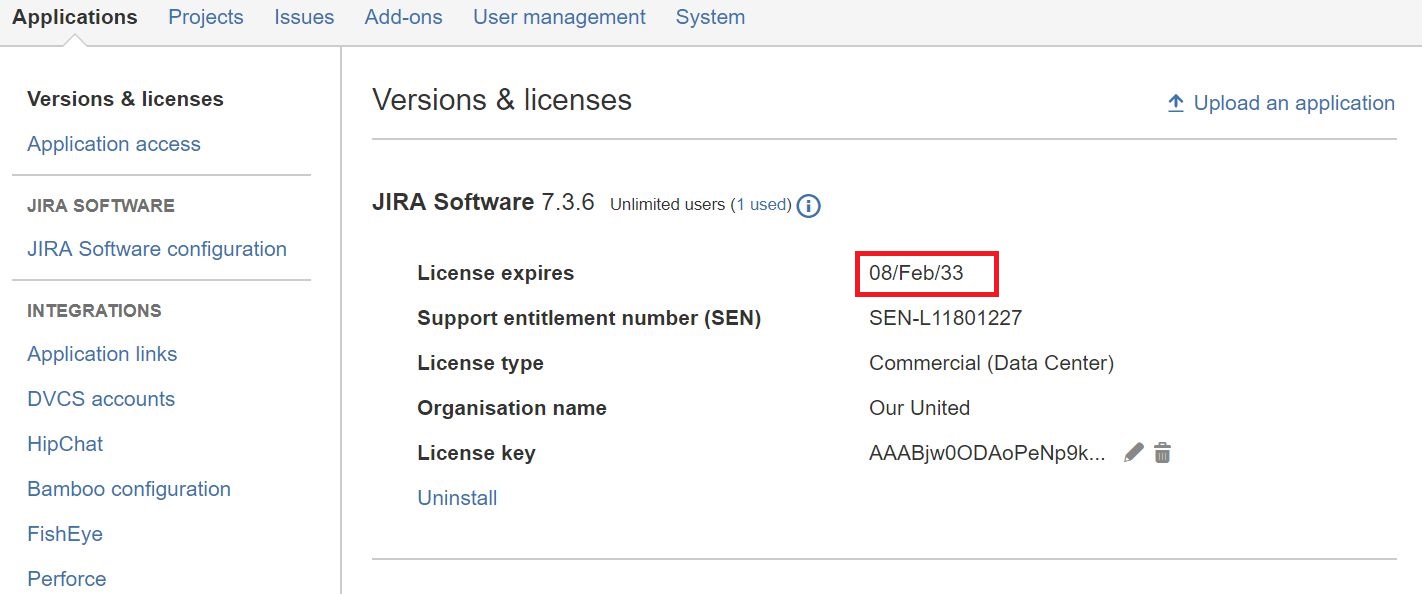 Applications Projects Issues Add-ons User management System
Versions & licenses
Application access
JIRA SOFTWARE
JIRA Software configuration
INTEGRATIONS
Application links
DVCS accounts
HipChat
Bamboo configuration
FishEye
Perforce
Versions & licenses
Upload an application
JIRA Software 7.3.6 Unlimited users (1 used)
License expires 08/Feb/33
Support entitlement number (SEN) SEN-L11801227
License type Commercial (Data Center)
Organisation name Our United
License key AAABjw0ODAoPeNp9k...
Uninstall